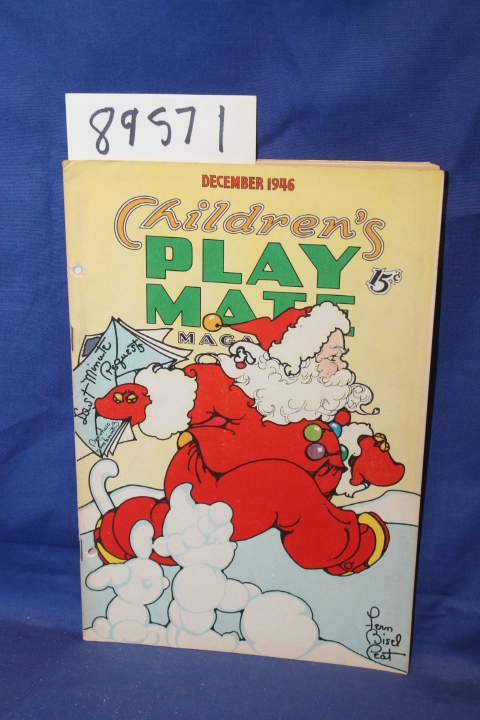 89571
DECEMBER 1946
Children's
PLAY
MATE
15¢
MAGA
Last Minute
Requests
Fern
Bisel
Peat